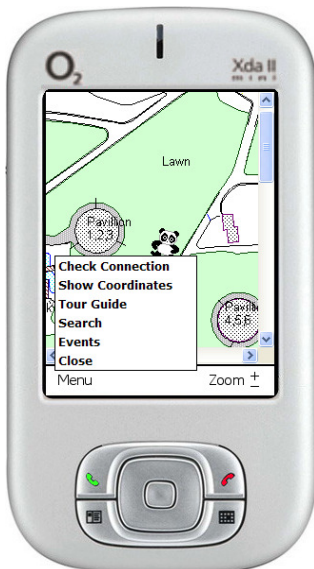 O2
Xda II
mini
Lawn
Pavilion
1,2,3
Check Connection
Show Coordinates
Tour Guide
Search
Events
Close
4,5,6
Menu
Zoom ±